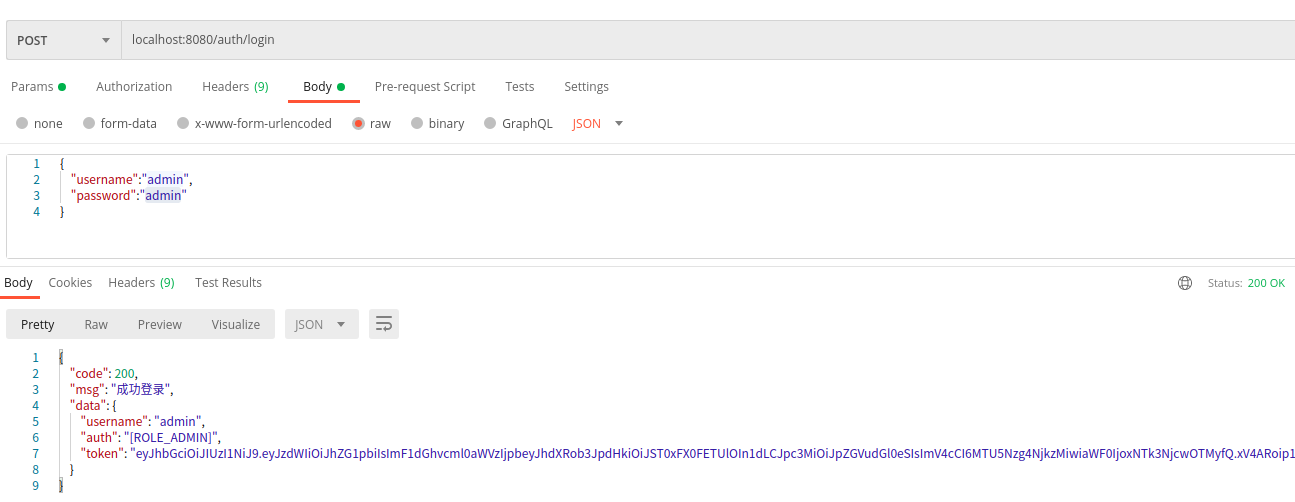 POST localhost:8080/auth/login
Params Authorization Headers (9) Body Pre-request Script Tests Settings
none form-data x-www-form-urlencoded raw binary GraphQL JSON
1 {
2 "username":"admin",
3 "password":"admin"
4 }
Body Cookies Headers (9) Test Results Status: 200 OK
Pretty Raw Preview Visualize JSON
1 {
2 "code": 200,
3 "msg": "成功登录",
4 "data": {
5 "username": "admin",
6 "auth": "[ROLE_ADMIN]",
7 "token": "eyJhbGciOiJIUzI1NiJ9.eyJzdWIiOiJhZG1pbiIsImF1dGhvcml0aWVzIjpbeyJhdXRob3JpdHkiOiJST0xFX0FETUlOIn1dLCJpc3MiOiJpZGVudGl0eSIsImV4cCI6MTU5Nzg4NjkzMiwiaWF0IjoxNTk3NjcwOTMyfQ.xV4ARoip1
8 }
9 }